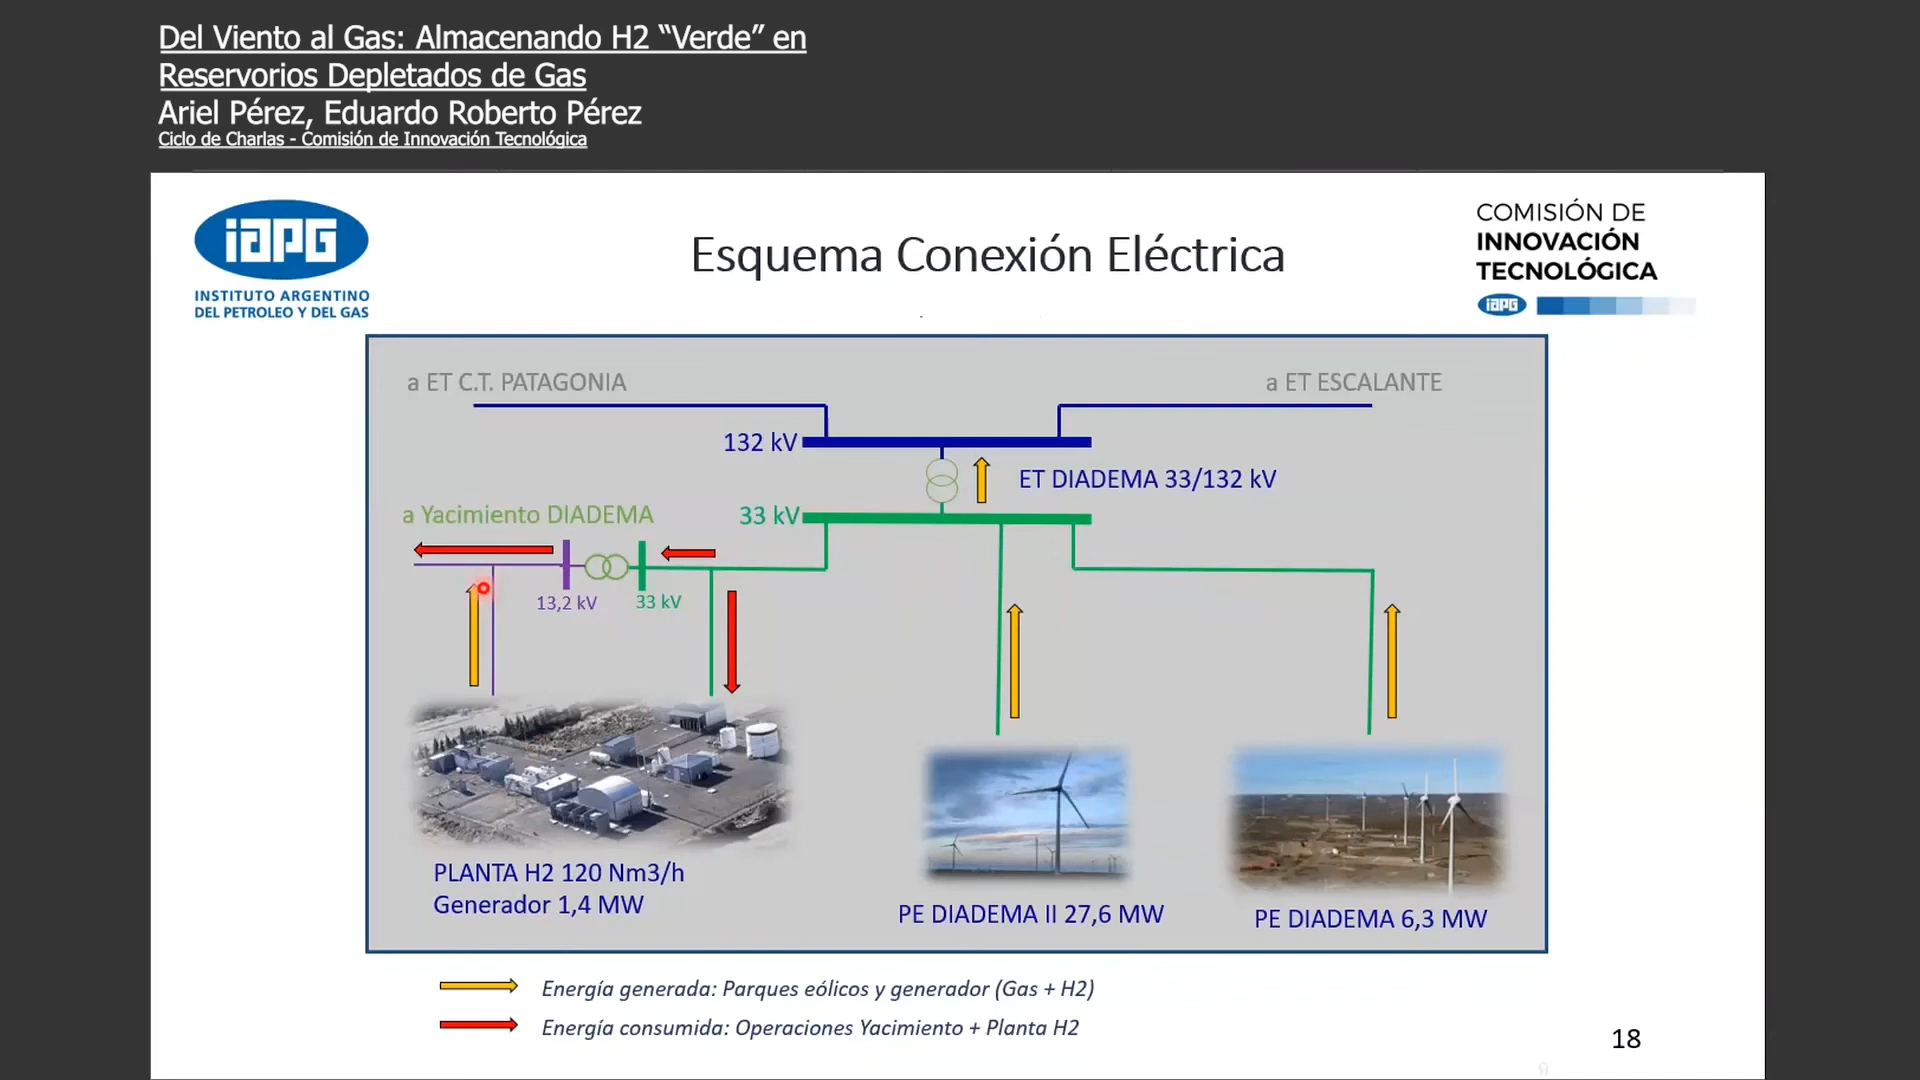 Del Viento al Gas: Almacenando H2 “Verde” en
Reservorios Depletados de Gas
Ariel Pérez, Eduardo Roberto Pérez
Ciclo de Charlas - Comisión de Innovación Tecnológica
iAPG
INSTITUTO ARGENTINO
DEL PETROLEO Y DEL GAS
Esquema Conexión Eléctrica
COMISIÓN DE
INNOVACIÓN
TECNOLÓGICA
iAPG
a ET C.T. PATAGONIA
a ET ESCALANTE
132 kV
ET DIADEMA 33/132 kV
a Yacimiento DIADEMA
33 kV
13,2 kV
33 kV
PLANTA H2 120 Nm3/h
Generador 1,4 MW
PE DIADEMA II 27,6 MW
PE DIADEMA 6,3 MW
Energía generada: Parques eólicos y generador (Gas + H2)
Energía consumida: Operaciones Yacimiento + Planta H2
18